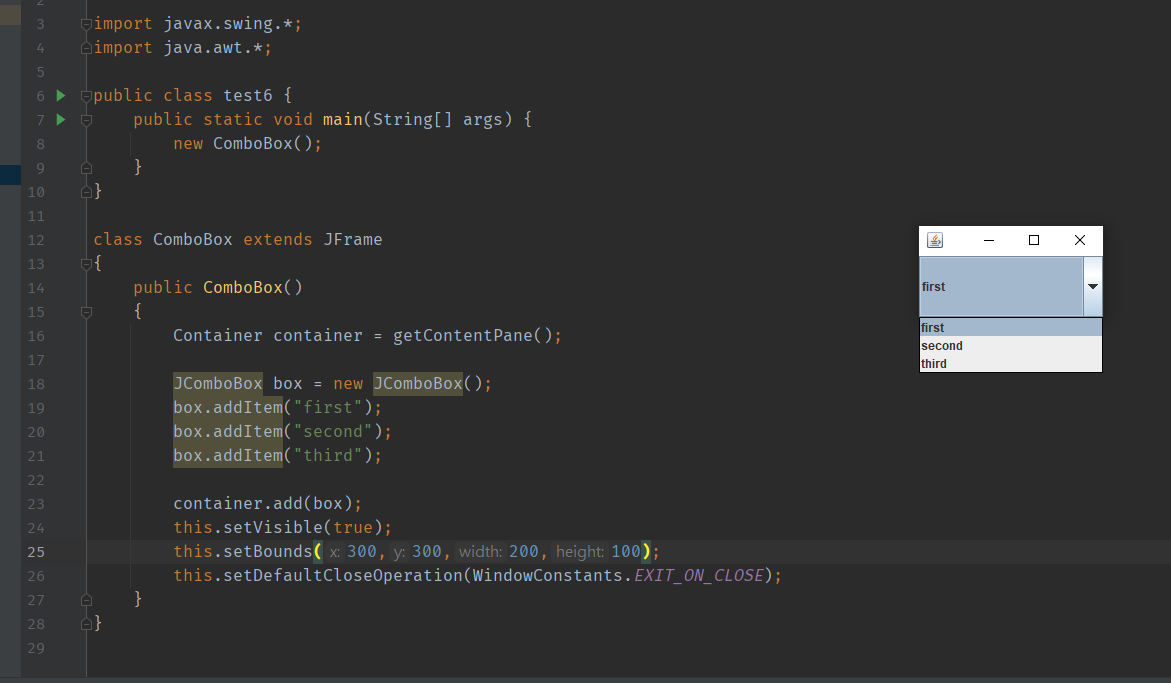 2
3 import javax.swing.*;
4 import java.awt.*;
5
6 public class test6 {
7 public static void main(String[] args) {
8 new ComboBox();
9 }
10 }
11
12 class ComboBox extends JFrame
13 {
14 public ComboBox()
15 {
16 Container container = getContentPane();
17
18 JComboBox box = new JComboBox();
19 box.addItem("first");
20 box.addItem("second");
21 box.addItem("third");
22
23 container.add(box);
24 this.setVisible(true);
25 this.setBounds( x: 300, y: 300, width: 200, height: 100);
26 this.setDefaultCloseOperation(WindowConstants.EXIT_ON_CLOSE);
27 }
28 }
29
first
first
second
third